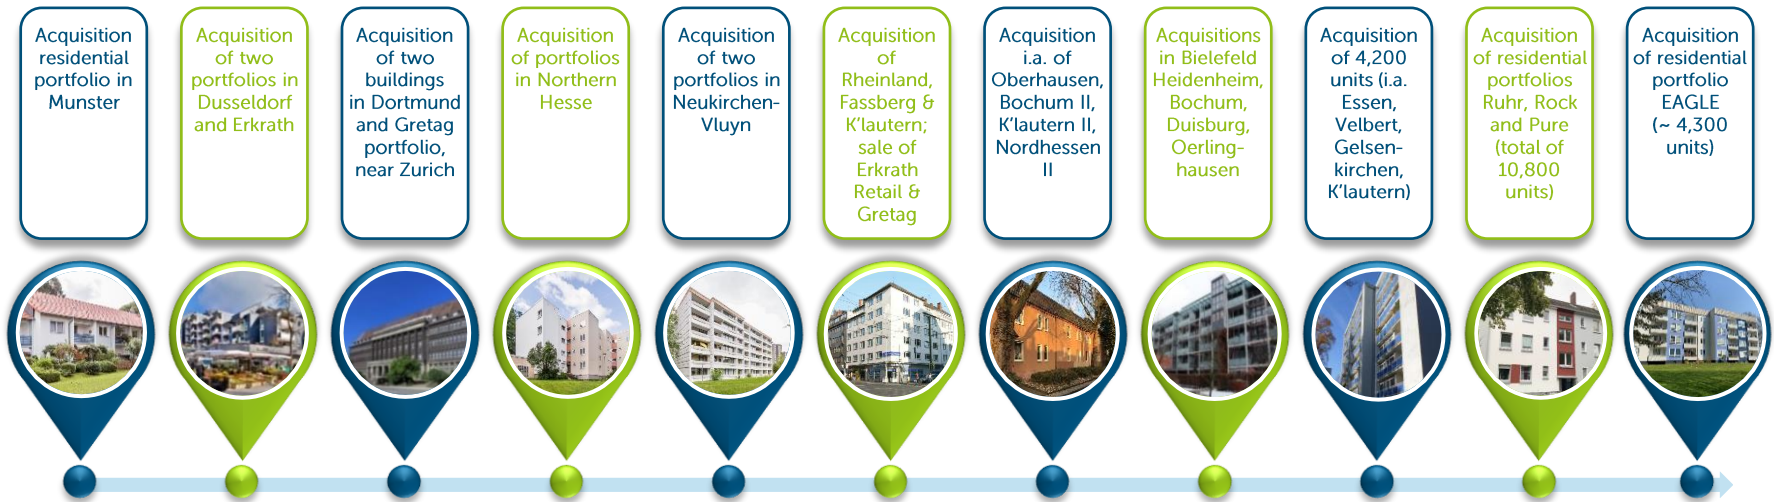 Acquisition
residential
portfolio in
Munster
Acquisition
of two
portfolios in
Dusseldorf
and Erkrath
Acquisition
of two
buildings
in Dortmund
and Gretag
portfolio,
near Zurich
Acquisition
of portfolios
in Northern
Hesse
Acquisition
of two
portfolios in
Neukirchen-
Vluyn
Acquisition
of
Rheinland,
Fassberg &
K'lautern;
sale of
Erkrath
Retail &
Gretag
Acquisition
i.a. of
Oberhausen,
Bochum II,
K'lautern II,
Nordhessen
II
Acquisitions
in Bielefeld
Heidenheim,
Bochum,
Duisburg,
Oerling-
hausen
Acquisition
of 4,200
units (i.a.
Essen,
Velbert,
Gelsen-
kirchen,
K'lautern)
Acquisition
of residential
portfolios
Ruhr, Rock
and Pure
(total of
10,800
units)
Acquisition
of residential
portfolio
EAGLE
(~ 4,300
units)